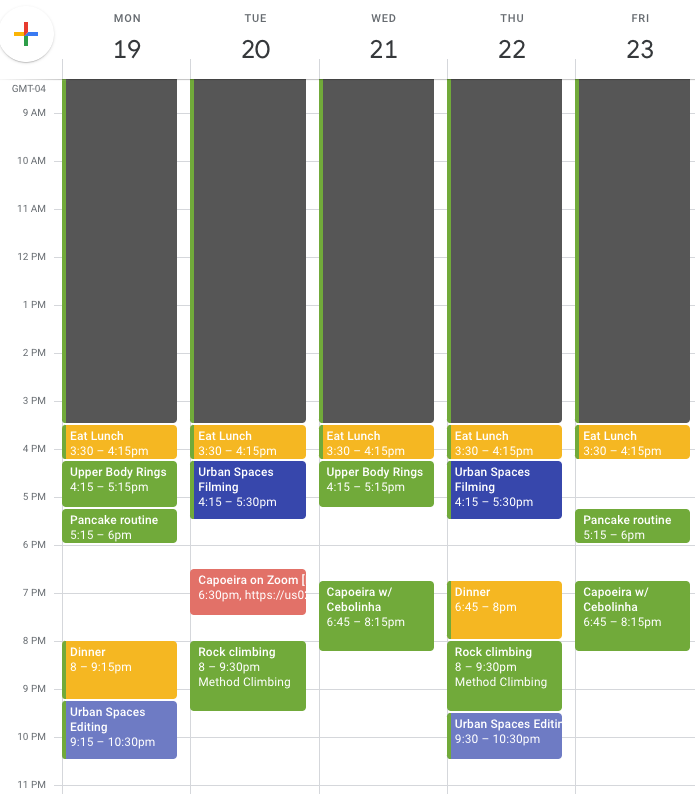 MON
TUE
WED
THU
FRI
19
20
21
22
23
GMT-04
9 AM
10 AM
11 AM
12 PM
1 PM
2 PM
3 PM
4 PM
5 PM
6 PM
7 PM
8 PM
9 PM
10 PM
11 PM
Eat Lunch
3:30 – 4:15pm
Upper Body Rings
4:15 – 5:15pm
Pancake routine
5:15 – 6pm
Dinner
8 – 9:15pm
Urban Spaces
Editing
9:15 – 10:30pm
Eat Lunch
3:30 – 4:15pm
Urban Spaces
Filming
4:15 – 5:30pm
Capoeira on Zoom [
6:30pm, https://us0
Rock climbing
8 – 9:30pm
Method Climbing
Eat Lunch
3:30 – 4:15pm
Upper Body Rings
4:15 – 5:15pm
Capoeira w/
Cebolinha
6:45 – 8:15pm
Eat Lunch
3:30 – 4:15pm
Urban Spaces
Filming
4:15 – 5:30pm
Dinner
6:45 – 8pm
Rock climbing
8 – 9:30pm
Method Climbing
Urban Spaces Editin
9:30 – 10:30pm
Eat Lunch
3:30 – 4:15pm
Pancake routine
5:15 – 6pm
Capoeira w/
Cebolinha
6:45 – 8:15pm